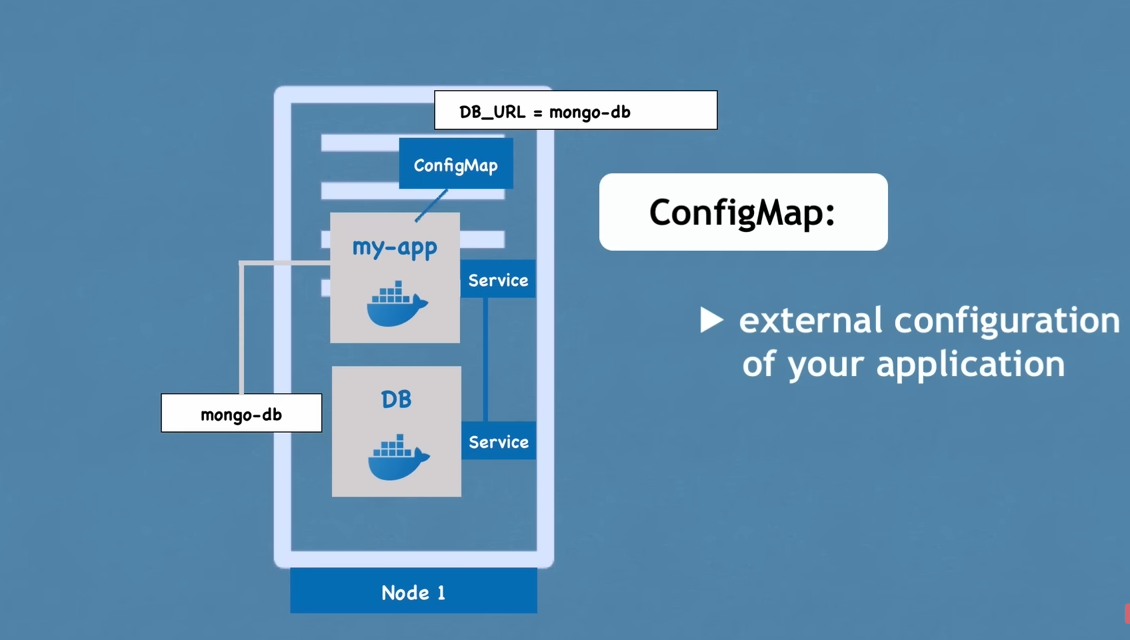 DB_URL = mongo-db
ConfigMap
ConfigMap:
my-app
Service
external configuration
of your application
DB
mongo-db
Service
Node 1